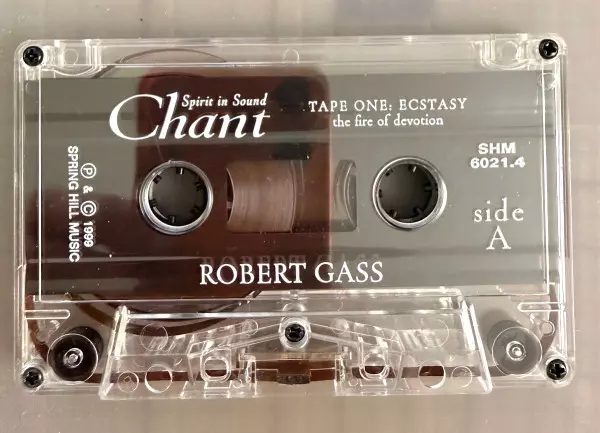 Spirit in Sound
Chant
TAPE ONE: ECSTASY
the fire of devotion
SHM
6021.4
side
A
ROBERT GASS
℗ & © 1999
SPRING HILL MUSIC